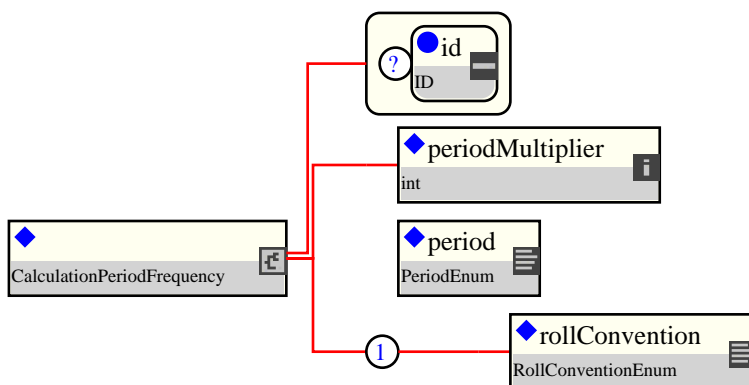 ?
id
ID
periodMultiplier
i
int
CalculationPeriodFrequency
period
PeriodEnum
1
rollConvention
RollConventionEnum